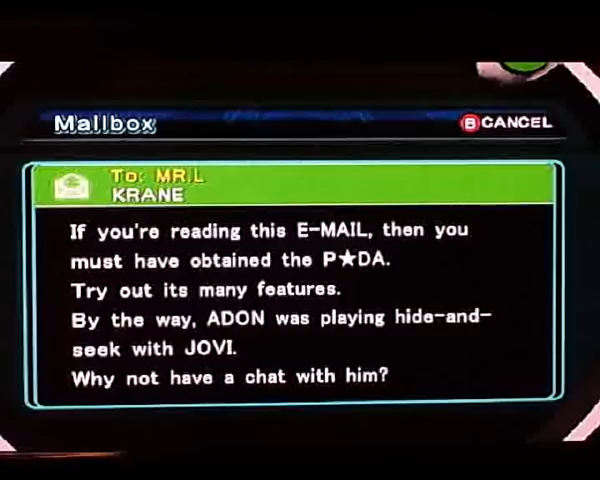 Mailbox
B CANCEL
To: MR.L
KRANE
If you're reading this E-MAIL, then you
must have obtained the P★DA.
Try out its many features.
By the way, ADON was playing hide-and-
seek with JOVI.
Why not have a chat with him?